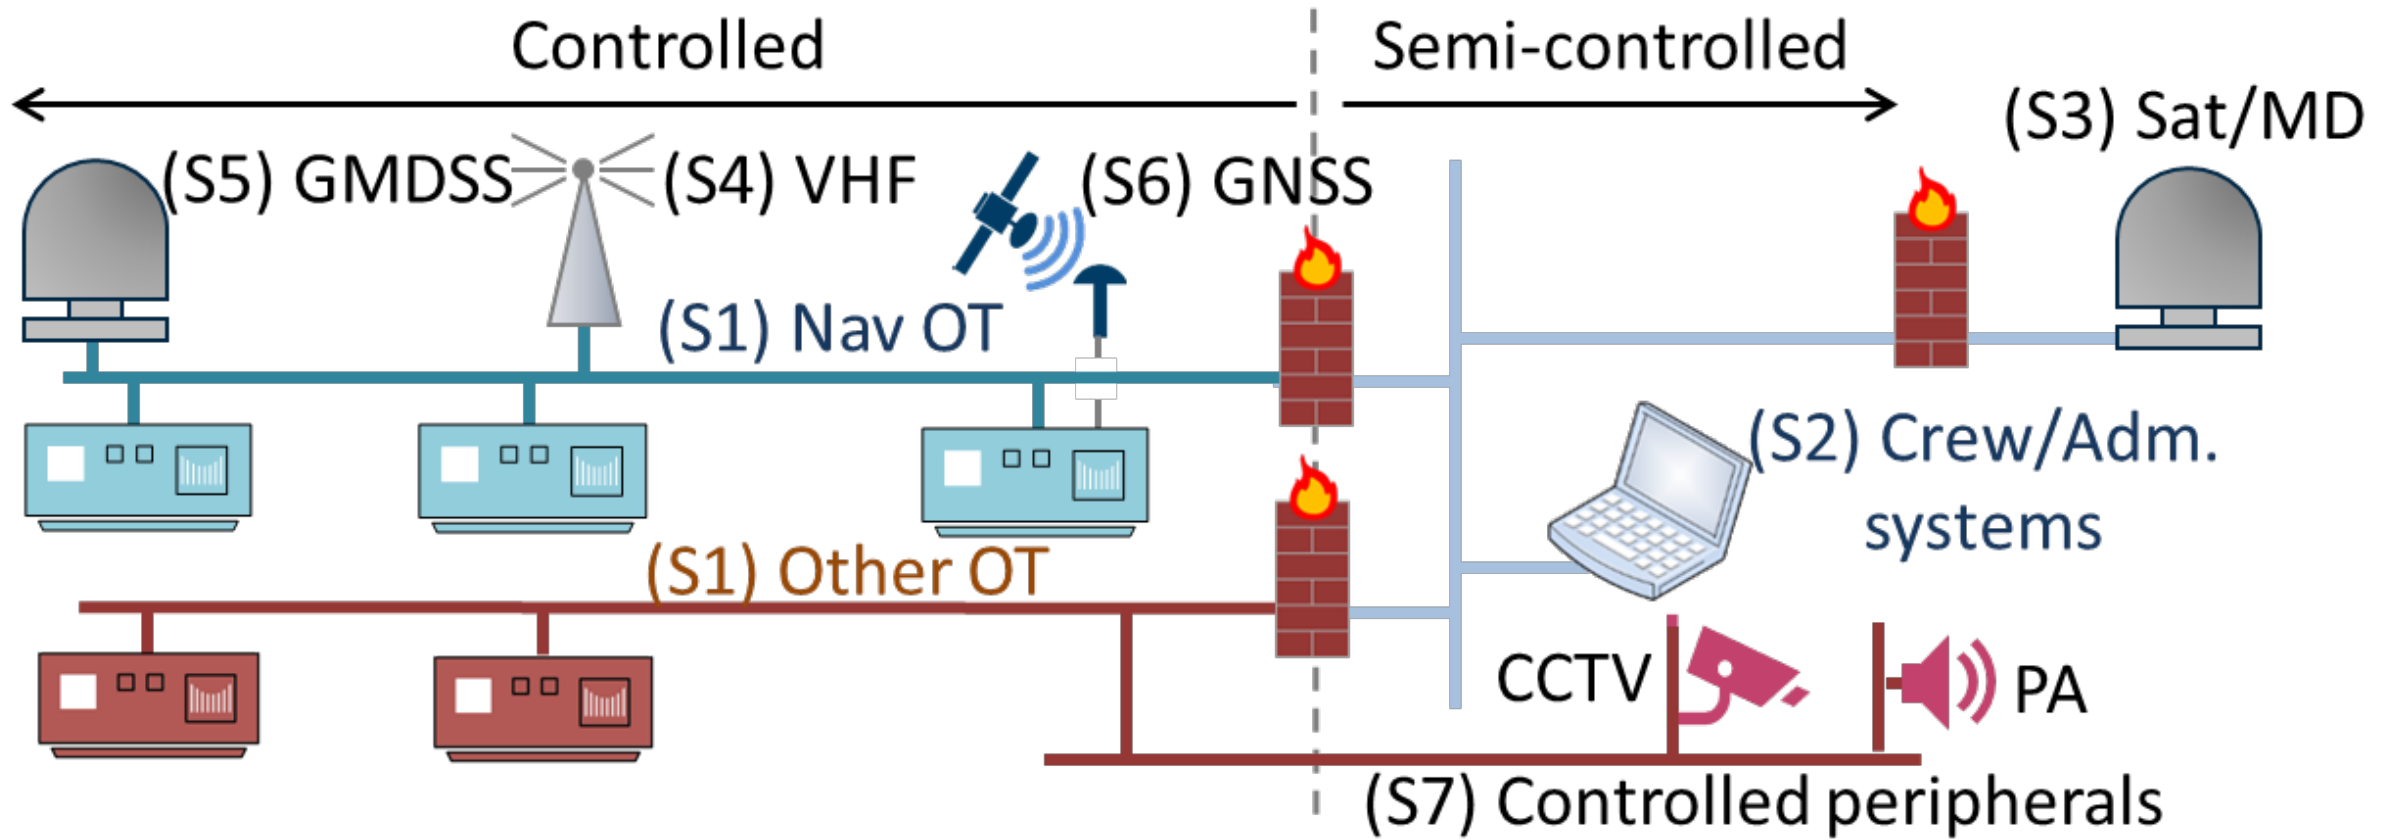 Controlled
Semi-controlled
(S3) Sat/MD
(S5) GMDSS
(S4) VHF
(S6) GNSS
(S1) Nav OT
(S2) Crew/Adm.
systems
(S1) Other OT
CCTV
PA
(S7) Controlled peripherals